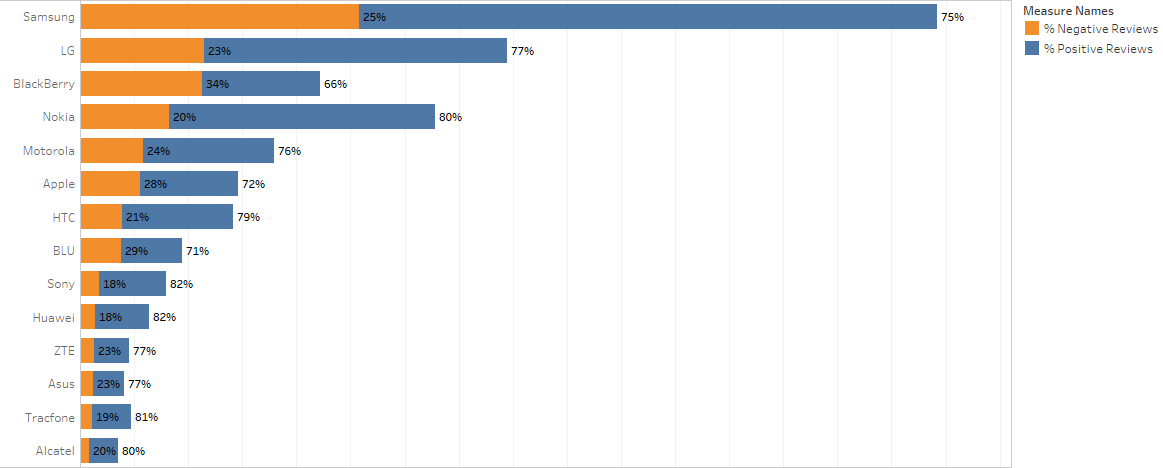 Samsung 25% 75%
LG 23% 77%
BlackBerry 34% 66%
Nokia 20% 80%
Motorola 24% 76%
Apple 28% 72%
HTC 21% 79%
BLU 29% 71%
Sony 18% 82%
Huawei 18% 82%
ZTE 23% 77%
Asus 23% 77%
Tracfone 19% 81%
Alcatel 20% 80%
Measure Names
% Negative Reviews
% Positive Reviews